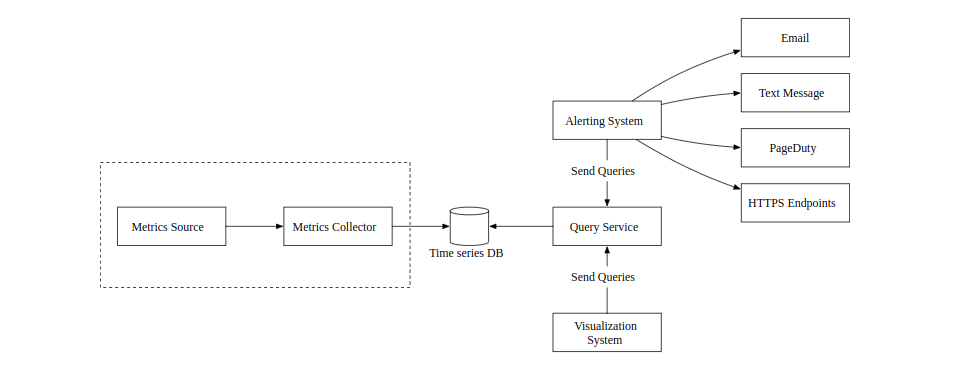 Email
Text Message
Alerting System
PageDuty
Send Queries
HTTPS Endpoints
Metrics Source
Metrics Collector
Query Service
Time series DB
Send Queries
Visualization
System